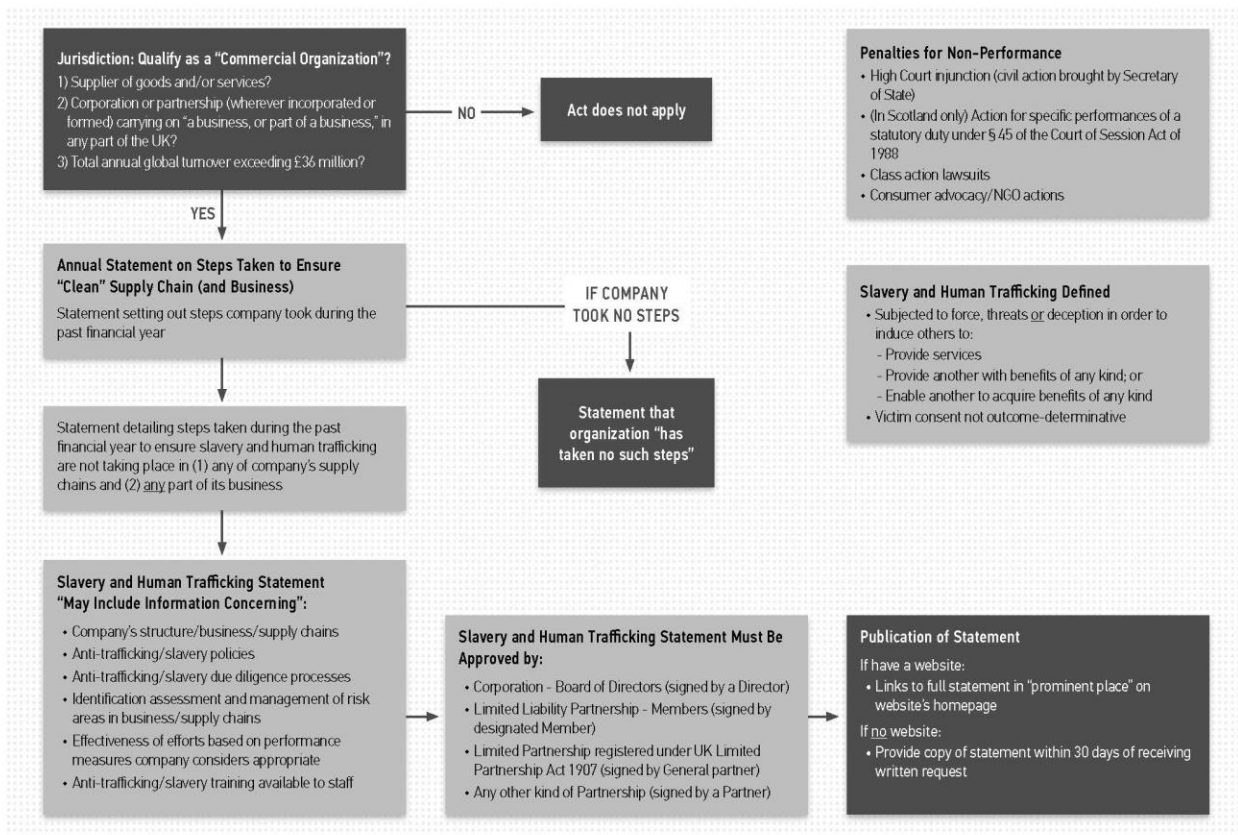 Jurisdiction: Qualify as a “Commercial Organization”?
1) Supplier of goods and/or services?
2) Corporation or partnership (wherever incorporated or
formed) carrying on “a business, or part of a business,” in
any part of the UK?
3) Total annual global turnover exceeding £36 million?
NO
Act does not apply
YES
Annual Statement on Steps Taken to Ensure
“Clean” Supply Chain (and Business)
Statement setting out steps company took during the
past financial year
IF COMPANY
TOOK NO STEPS
Statement that
organization “has
taken no such steps”
Statement detailing steps taken during the past
financial year to ensure slavery and human trafficking
are not taking place in (1) any of company’s supply
chains and (2) any part of its business
Slavery and Human Trafficking Statement
“May Include Information Concerning”:
• Company’s structure/business/supply chains
• Anti-trafficking/slavery policies
• Anti-trafficking/slavery due diligence processes
• Identification assessment and management of risk
areas in business/supply chains
• Effectiveness of efforts based on performance
measures company considers appropriate
• Anti-trafficking/slavery training available to staff
Slavery and Human Trafficking Statement Must Be
Approved by:
• Corporation - Board of Directors (signed by a Director)
• Limited Liability Partnership - Members (signed by
designated Member)
• Limited Partnership registered under UK Limited
Partnership Act 1907 (signed by General partner)
• Any other kind of Partnership (signed by a Partner)
Publication of Statement
If have a website:
• Links to full statement in “prominent place” on
website’s homepage
If no website:
• Provide copy of statement within 30 days of receiving
written request
Penalties for Non-Performance
• High Court injunction (civil action brought by Secretary
of State)
• (In Scotland only) Action for specific performances of a
statutory duty under § 45 of the Court of Session Act of
1988
• Class action lawsuits
• Consumer advocacy/NGO actions
Slavery and Human Trafficking Defined
• Subjected to force, threats or deception in order to
induce others to:
- Provide services
- Provide another with benefits of any kind; or
- Enable another to acquire benefits of any kind
• Victim consent not outcome-determinative